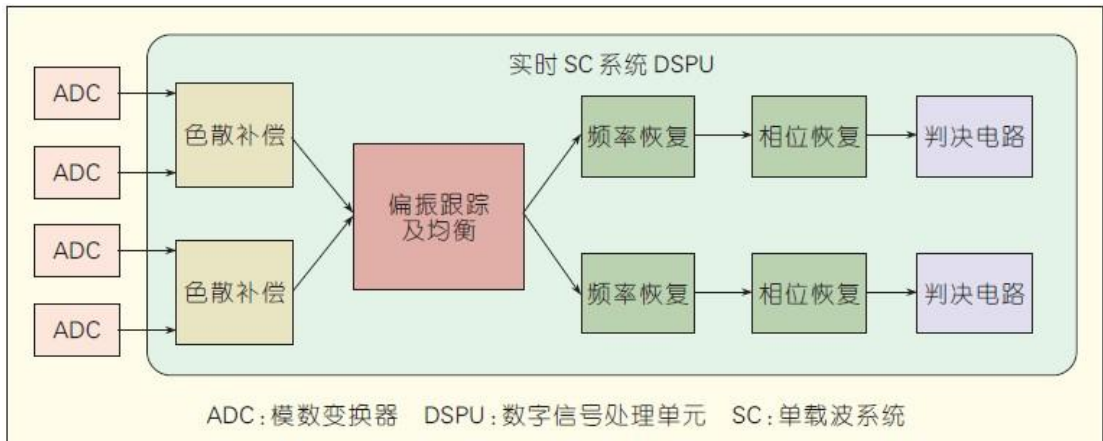 实时 SC 系统 DSPU
ADC
ADC
ADC
ADC
色散补偿
色散补偿
偏振跟踪
及均衡
频率恢复
相位恢复
判决电路
频率恢复
相位恢复
判决电路
ADC:模数变换器 DSPU:数字信号处理单元 SC:单载波系统